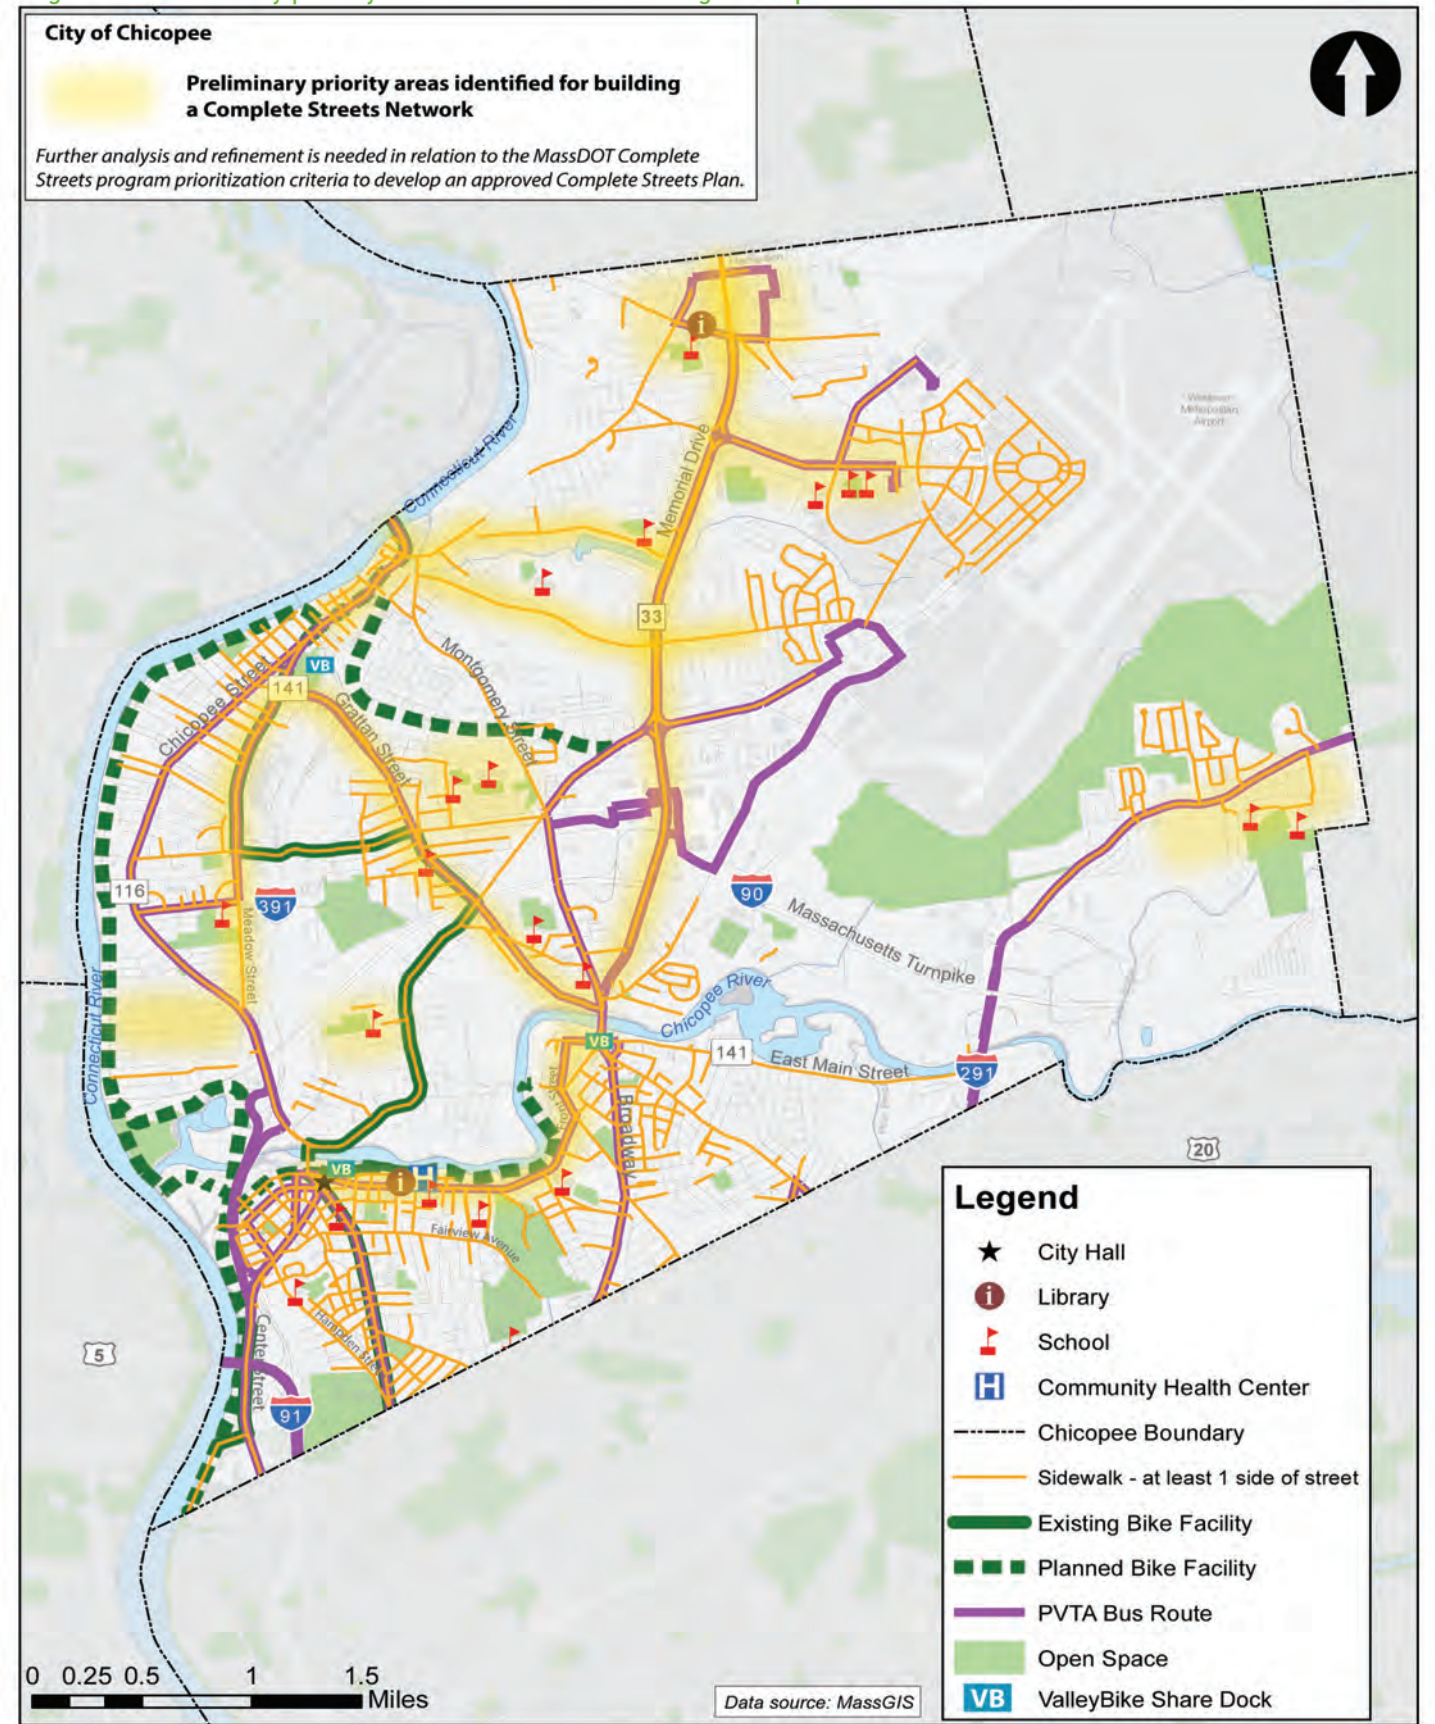 City of Chicopee
Preliminary priority areas identified for building
a Complete Streets Network
Further analysis and refinement is needed in relation to the MassDOT Complete
Streets program prioritization criteria to develop an approved Complete Streets Plan.
i
Memorial Drive
Westover
Metropolitan
Airport
Connecticut River
33
Montgomery Street
VB
141
Chicopee Street
Grattan Street
116
391
90
Meadow Street
Massachusetts Turnpike
Connecticut River
Chicopee River
VB
141
East Main Street
291
Front Street
Broadway
20
VB
H
i
Fairview Avenue
Hampden Street
Center Street
5
91
Legend
City Hall
i Library
School
H Community Health Center
Chicopee Boundary
Sidewalk - at least 1 side of street
Existing Bike Facility
Planned Bike Facility
PVTA Bus Route
Open Space
VB ValleyBike Share Dock
0 0.25 0.5 1 1.5
Miles
Data source: MassGIS